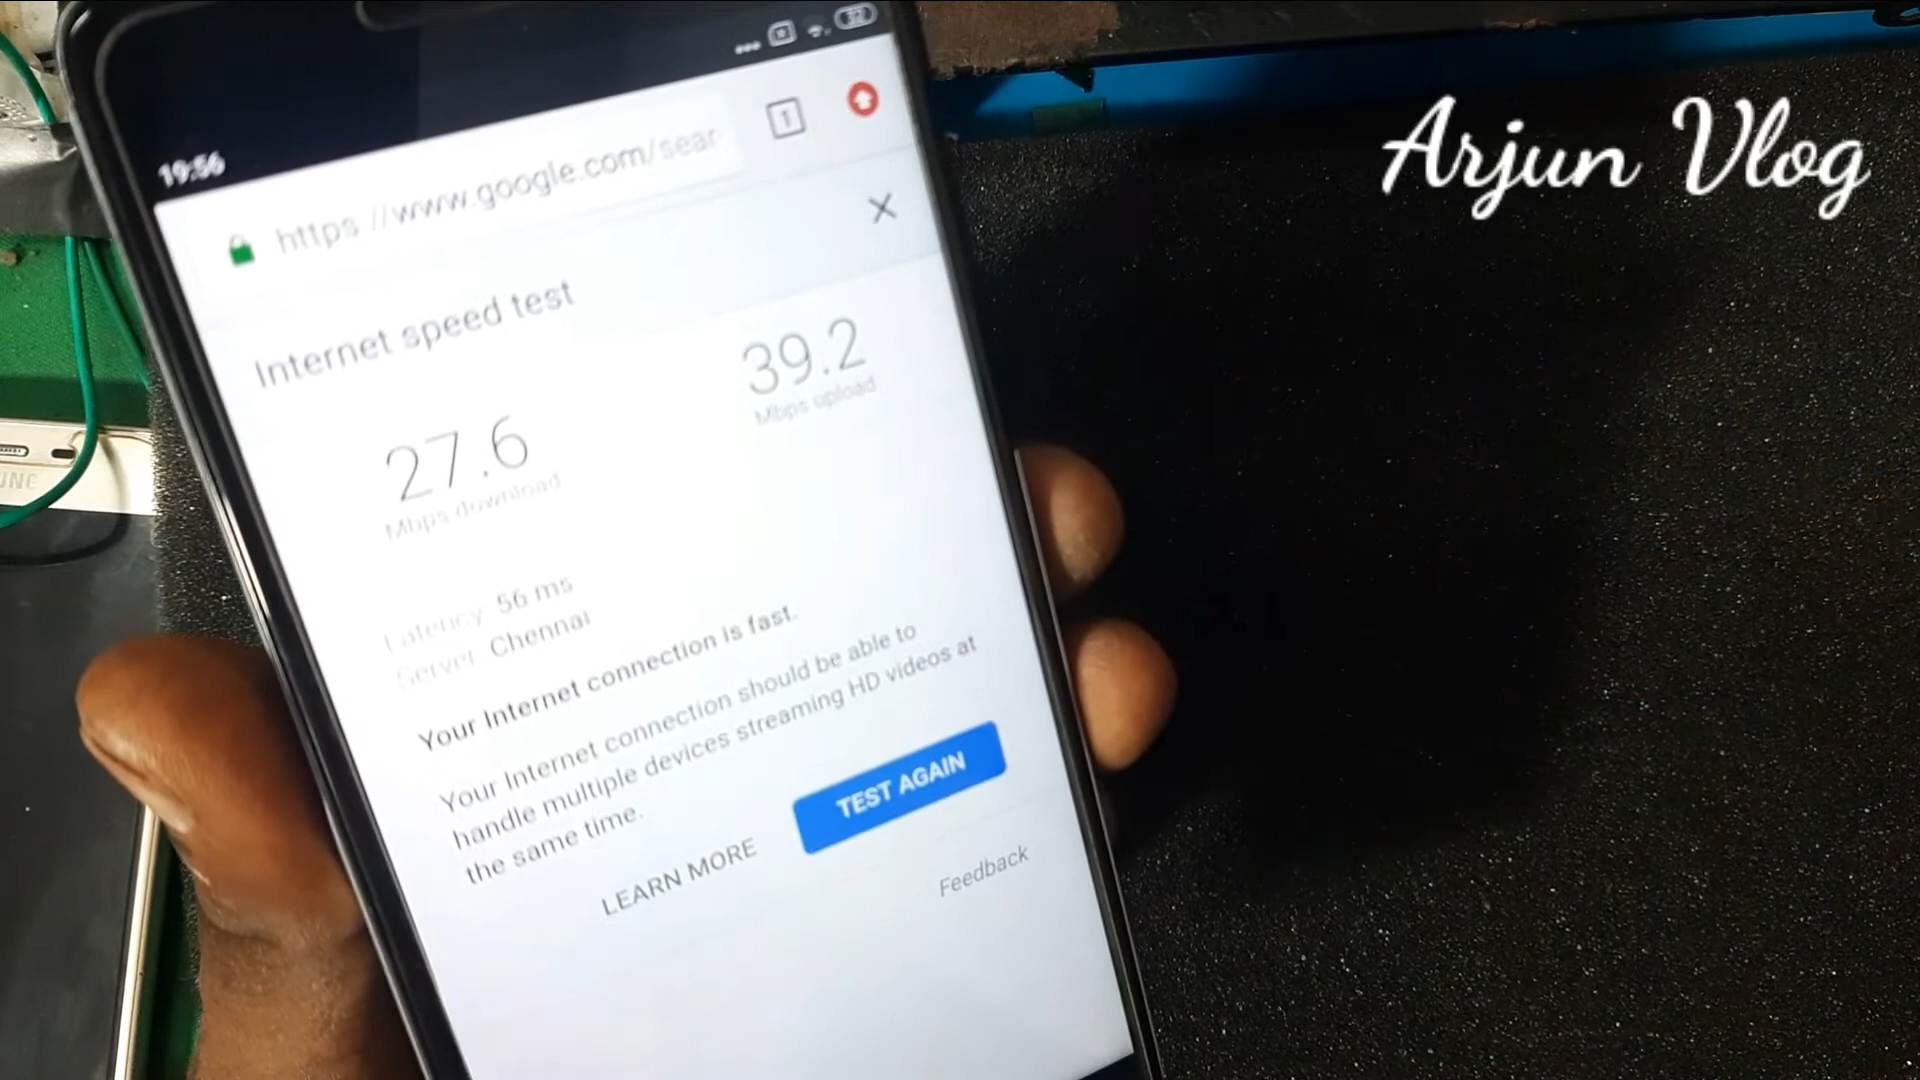 Arjun Vlog
32
19:56
https://www.google.com/sear
1
Internet speed test
27.6
Mbps download
39.2
Mbps upload
Latency 56 ms
Server Chennai
Your Internet connection is fast.
Your Internet connection should be able to
handle multiple devices streaming HD videos at
the same time.
LEARN MORE
TEST AGAIN
Feedback